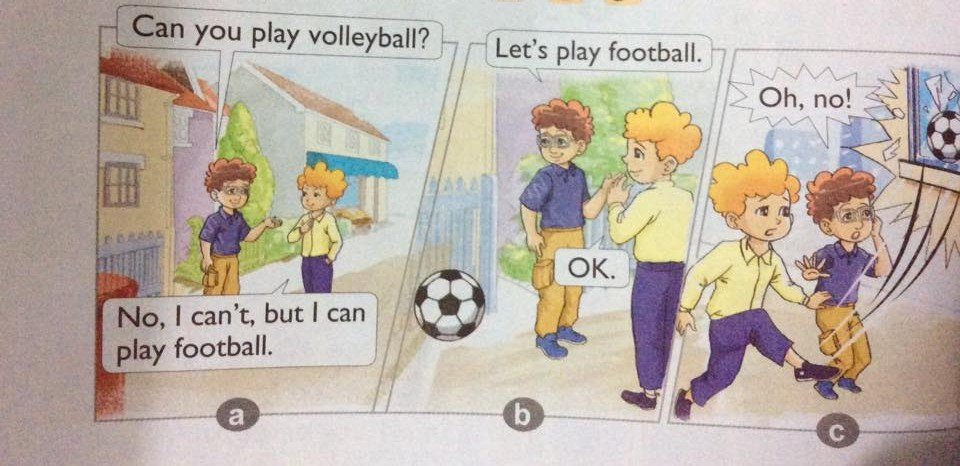 Can you play volleyball?
No, I can't, but I can
play football.
a
Let's play football.
OK.
b
Oh, no!
c